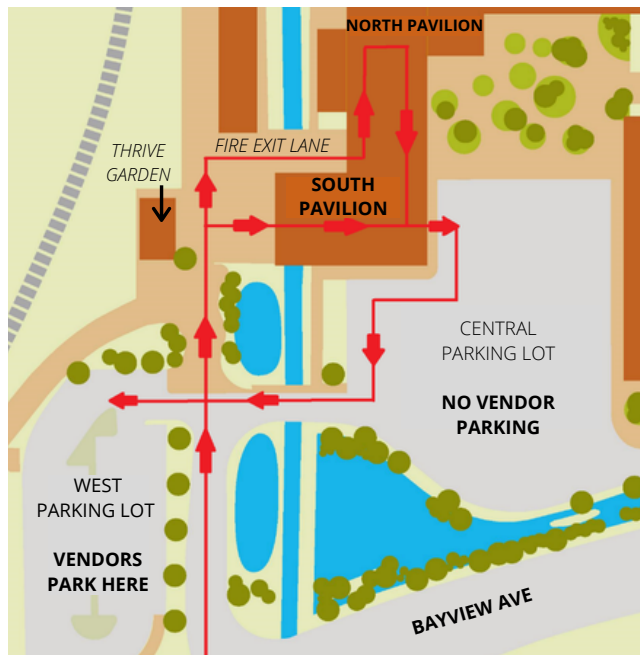 NORTH PAVILION
FIRE EXIT LANE
THRIVE
GARDEN
SOUTH
PAVILION
CENTRAL
PARKING LOT
NO VENDOR
PARKING
WEST
PARKING LOT
VENDORS
PARK HERE
BAYVIEW AVE